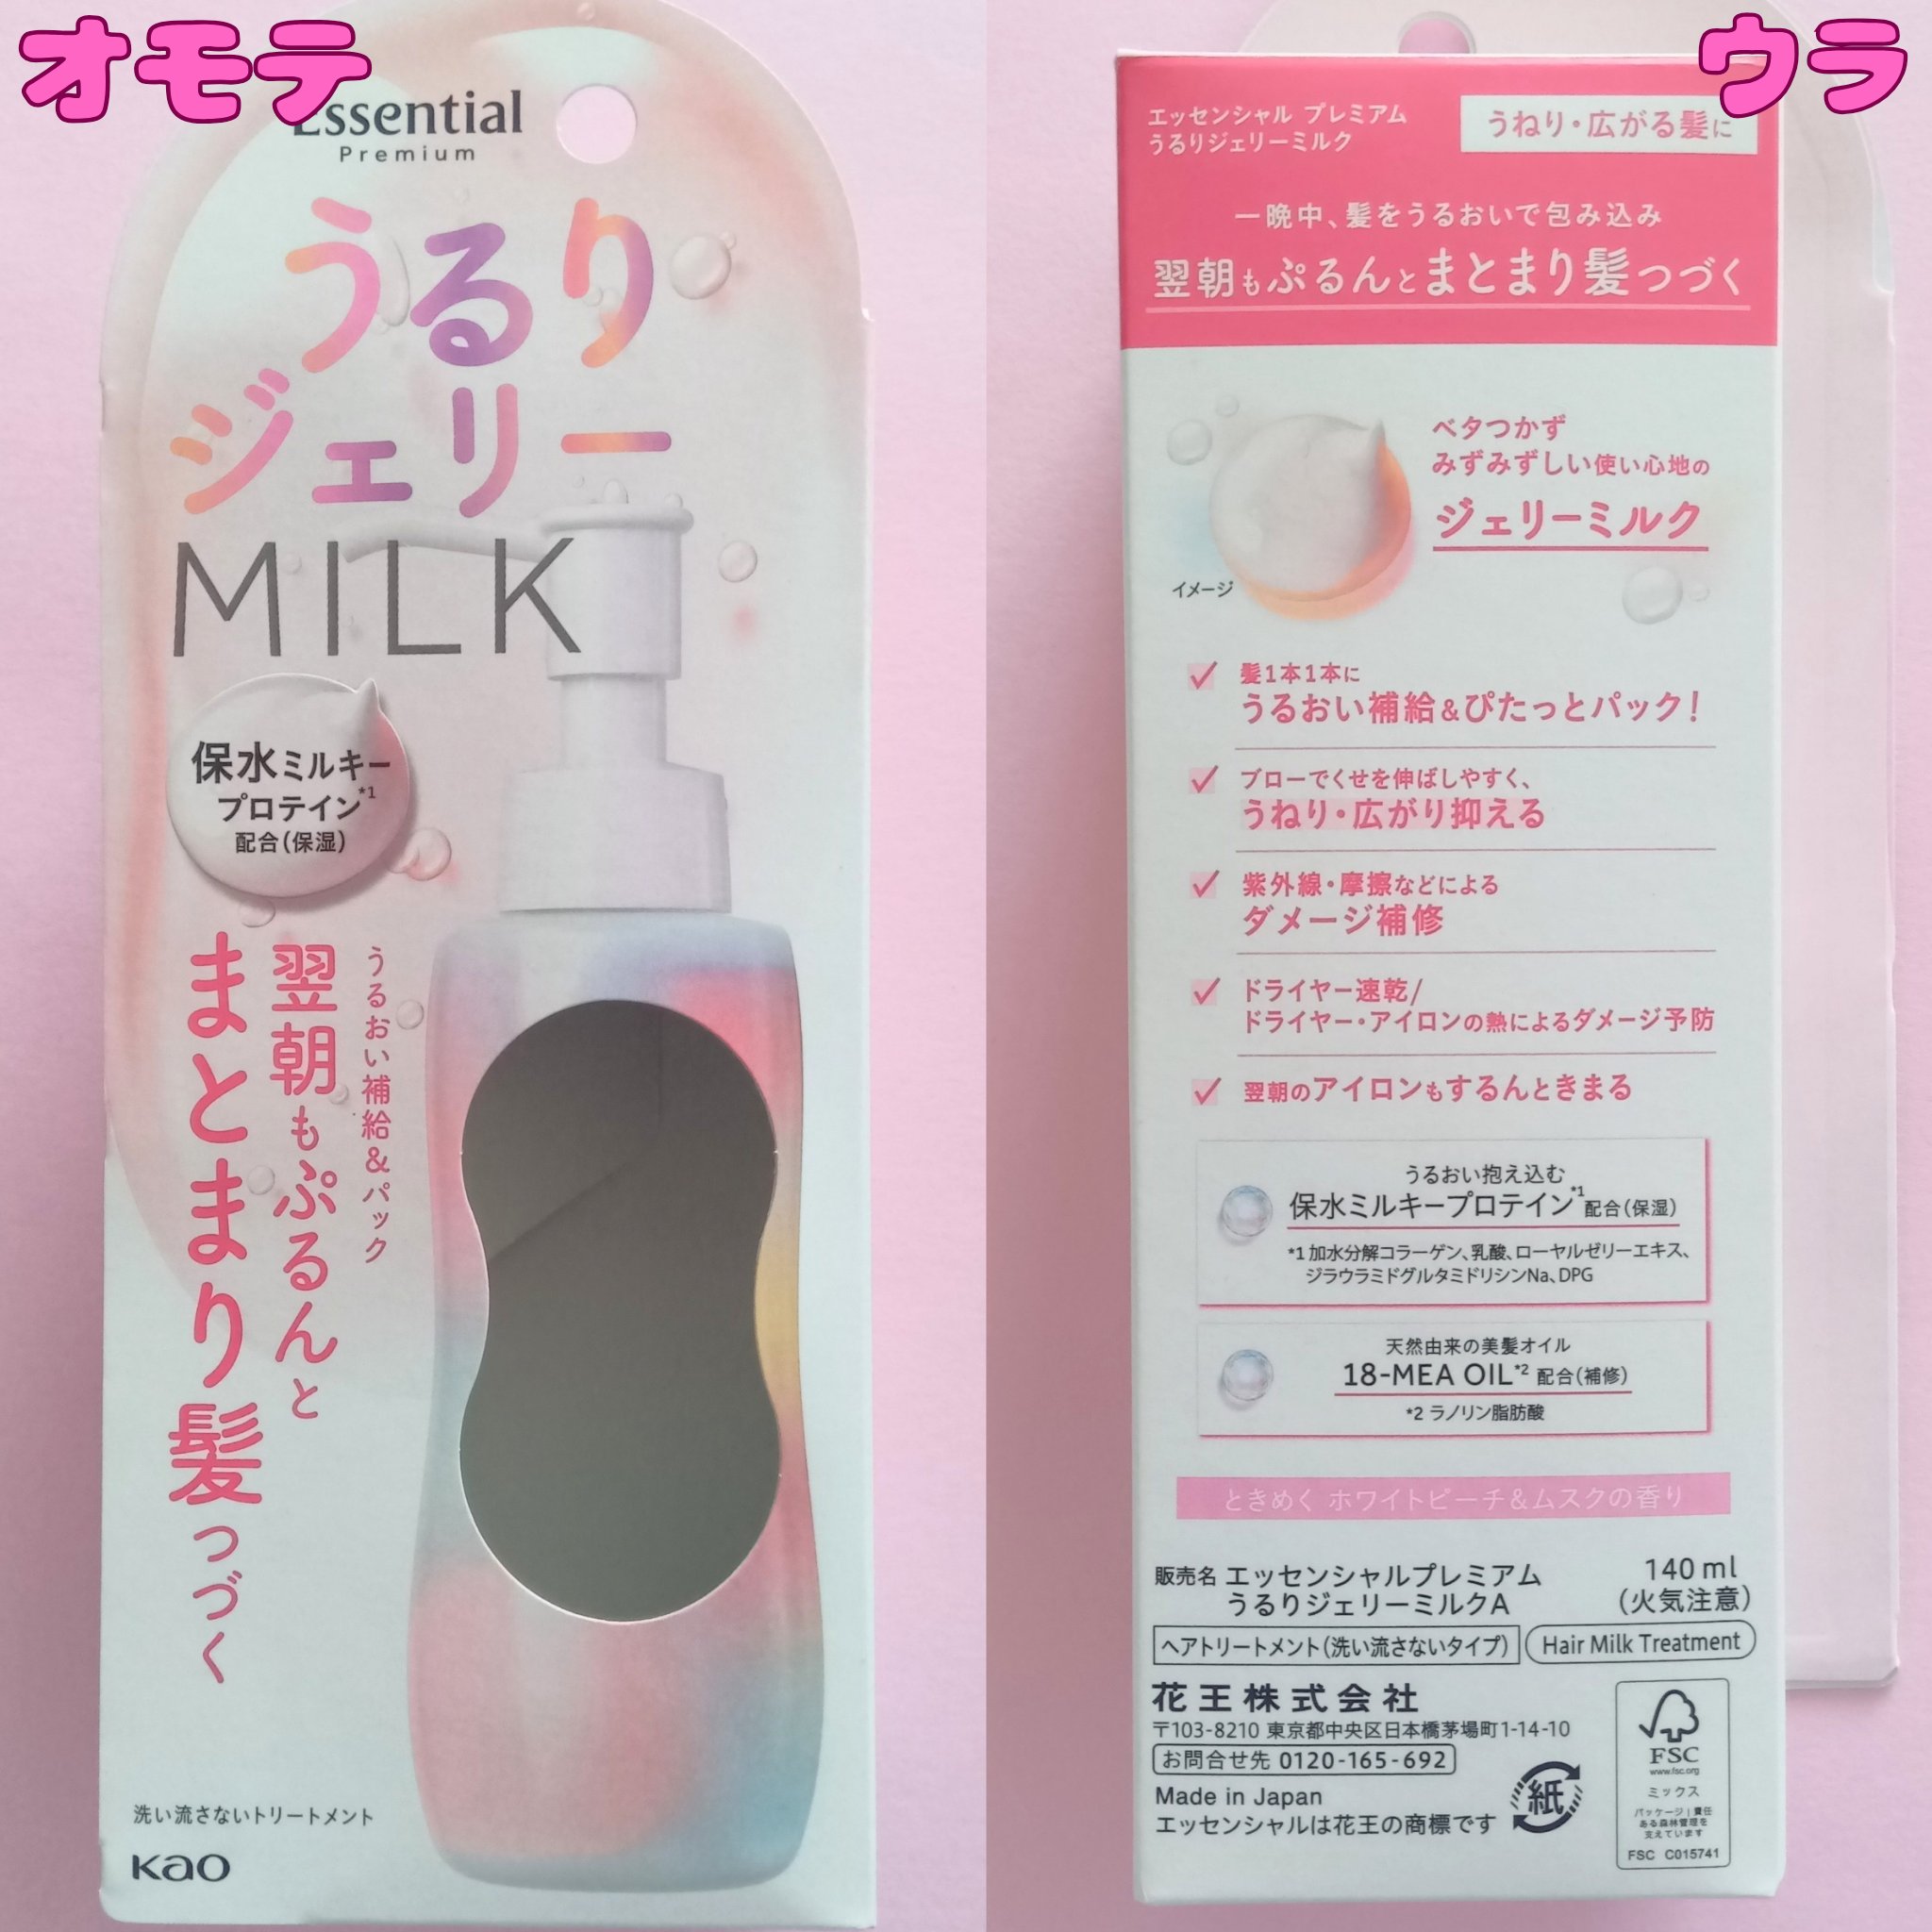 オモテ
Essential
Premium
うるり
ジェリー
MILK
保水ミルキー
プロテイン*1
配合(保湿)
うるおい補給&パック
翌朝もぷるんと
まとまり髪つづく
洗い流さないトリートメント
Kao
ウラ
エッセンシャル プレミアム
うるりジェリーミルク
うねり・広がる髪に
一晩中、髪をうるおいで包み込み
翌朝もぷるんとまとまり髪つづく
ベタつかず
みずみずしい使い心地の
ジェリーミルク
イメージ
髪1本1本に
うるおい補給&ぴたっとパック!
ブローでくせを伸ばしやすく、
うねり・広がり抑える
紫外線・摩擦などによる
ダメージ補修
ドライヤー速乾/
ドライヤー・アイロンの熱によるダメージ予防
翌朝のアイロンもするんときまる
うるおい抱え込む
保水ミルキープロテイン*1配合(保湿)
*1 加水分解コラーゲン、乳酸、ローヤルゼリーエキス、
ジラウラミドグルタミドリシンNa、DPG
天然由来の美髪オイル
18-MEA OIL*2 配合(補修)
*2 ラノリン脂肪酸
ときめく ホワイトピーチ&ムスクの香り
販売名 エッセンシャルプレミアム
うるりジェリーミルクA
140 ml
(火気注意)
ヘアトリートメント(洗い流さないタイプ)
Hair Milk Treatment
花王株式会社
〒103-8210 東京都中央区日本橋茅場町1-14-10
お問合せ先 0120-165-692
Made in Japan
エッセンシャルは花王の商標です
紙
FSC
www.fsc.org
ミックス
パッケージ|責任
ある森林管理を
支えています
FSC C015741